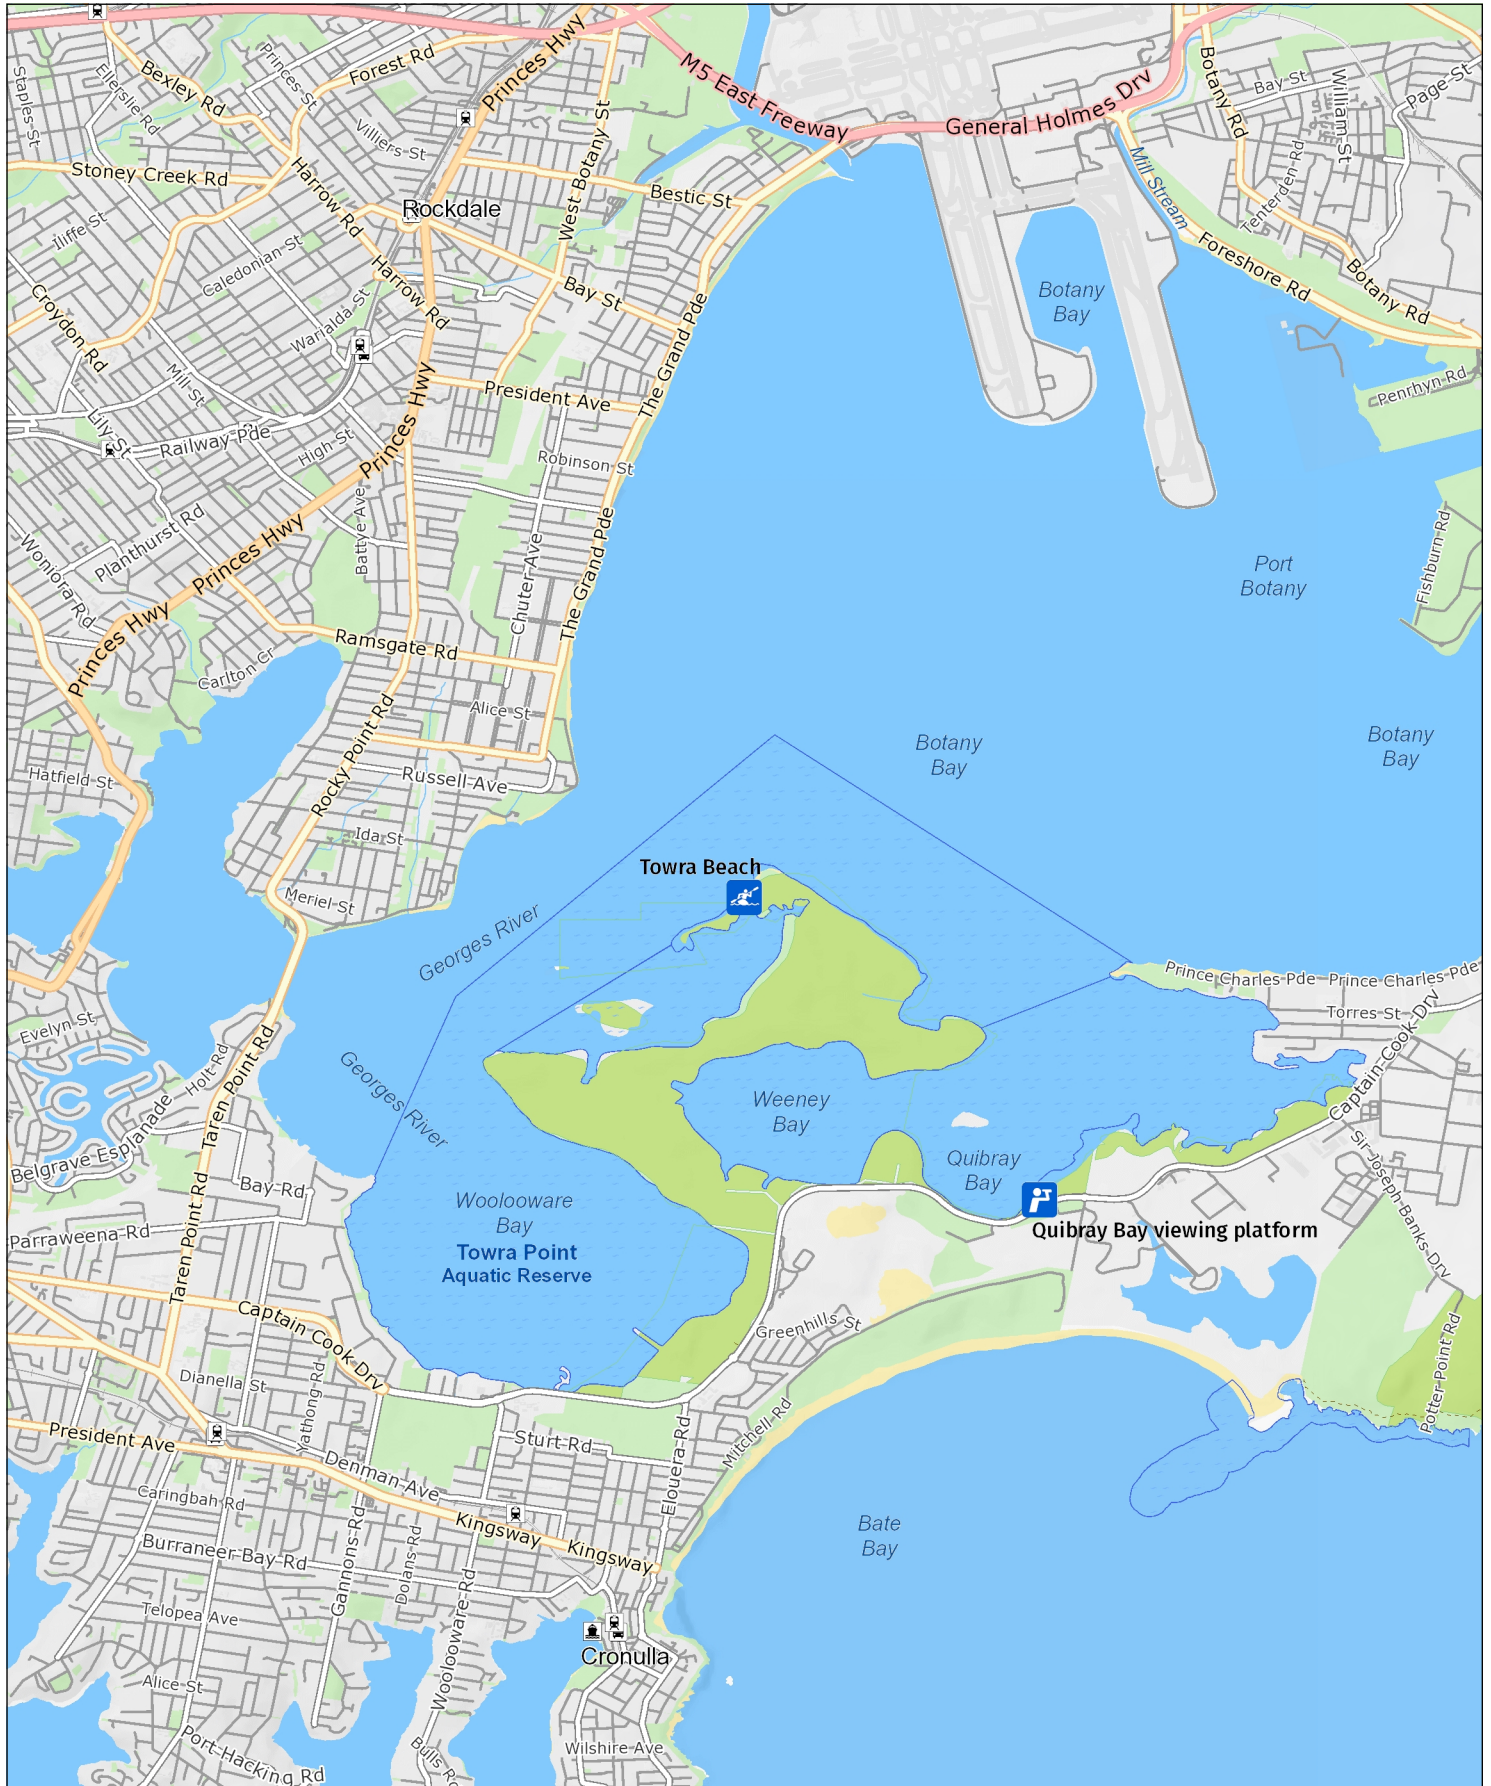 Princes Hwy
M5 East Freeway
General Holmes Drv
Botany Rd
Bay St
William St
Page-St
Staples-St
Bexley Rd
Ellerslie Rd
Princes St
Forest Rd
Villiers St
Stoney Creek Rd
Harrow Rd
West Botany St
Bestic St
Mill Stream
Tenterden-Rd
Rockdale
Iliffe St
Caledonian St
Harrow Rd
Bay St
Foreshore Rd
Botany Rd
Croydon Rd
Warialda-St
The Grand Pde
Botany
Bay
Mill-St
President Ave
Penrhyn Rd
Lily-St
Railway Pde
High-St
Princes Hwy
Robinson St
Planthurst Rd
Princes Hwy
Battye Ave
Chuter-Ave
The Grand Pde
Fishburn-Rd
Woniora-Rd
Port
Botany
Princes Hwy
Ramsgate Rd
Carlton Cr
Alice St
Rocky Point Rd
Botany
Bay
Botany
Bay
Hatfield St
Russell Ave
Ida St
Towra Beach
Meriel St
Georges River
Prince Charles Pde
Prince Charles Pde
Torres St
Evelyn St
Holt-Rd
Taren Point Rd
Georges River
Captain-Cook-Drv
Weeney
Bay
Belgrave Esplanade
Quibray
Bay
Sir-Joseph-Banks-Drv
Bay-Rd
Woolooware
Bay
Towra Point
Aquatic Reserve
Quibray Bay viewing platform
Parraweena-Rd
Taren Point Rd
Captain Cook Drv
Greenhills St
Potter Point Rd
Dianella St
Yathong-Rd
President Ave
Sturt-Rd
Mitchell-Rd
Denman-Ave
Elouera-Rd
Caringbah Rd
Kingsway
Kingsway
Bate
Bay
Burraneer-Bay-Rd
Gannons-Rd
Dolans-Rd
Woolooware-Rd
Telopea Ave
Cronulla
Alice St
Port-Hacking Rd
Wilshire Ave